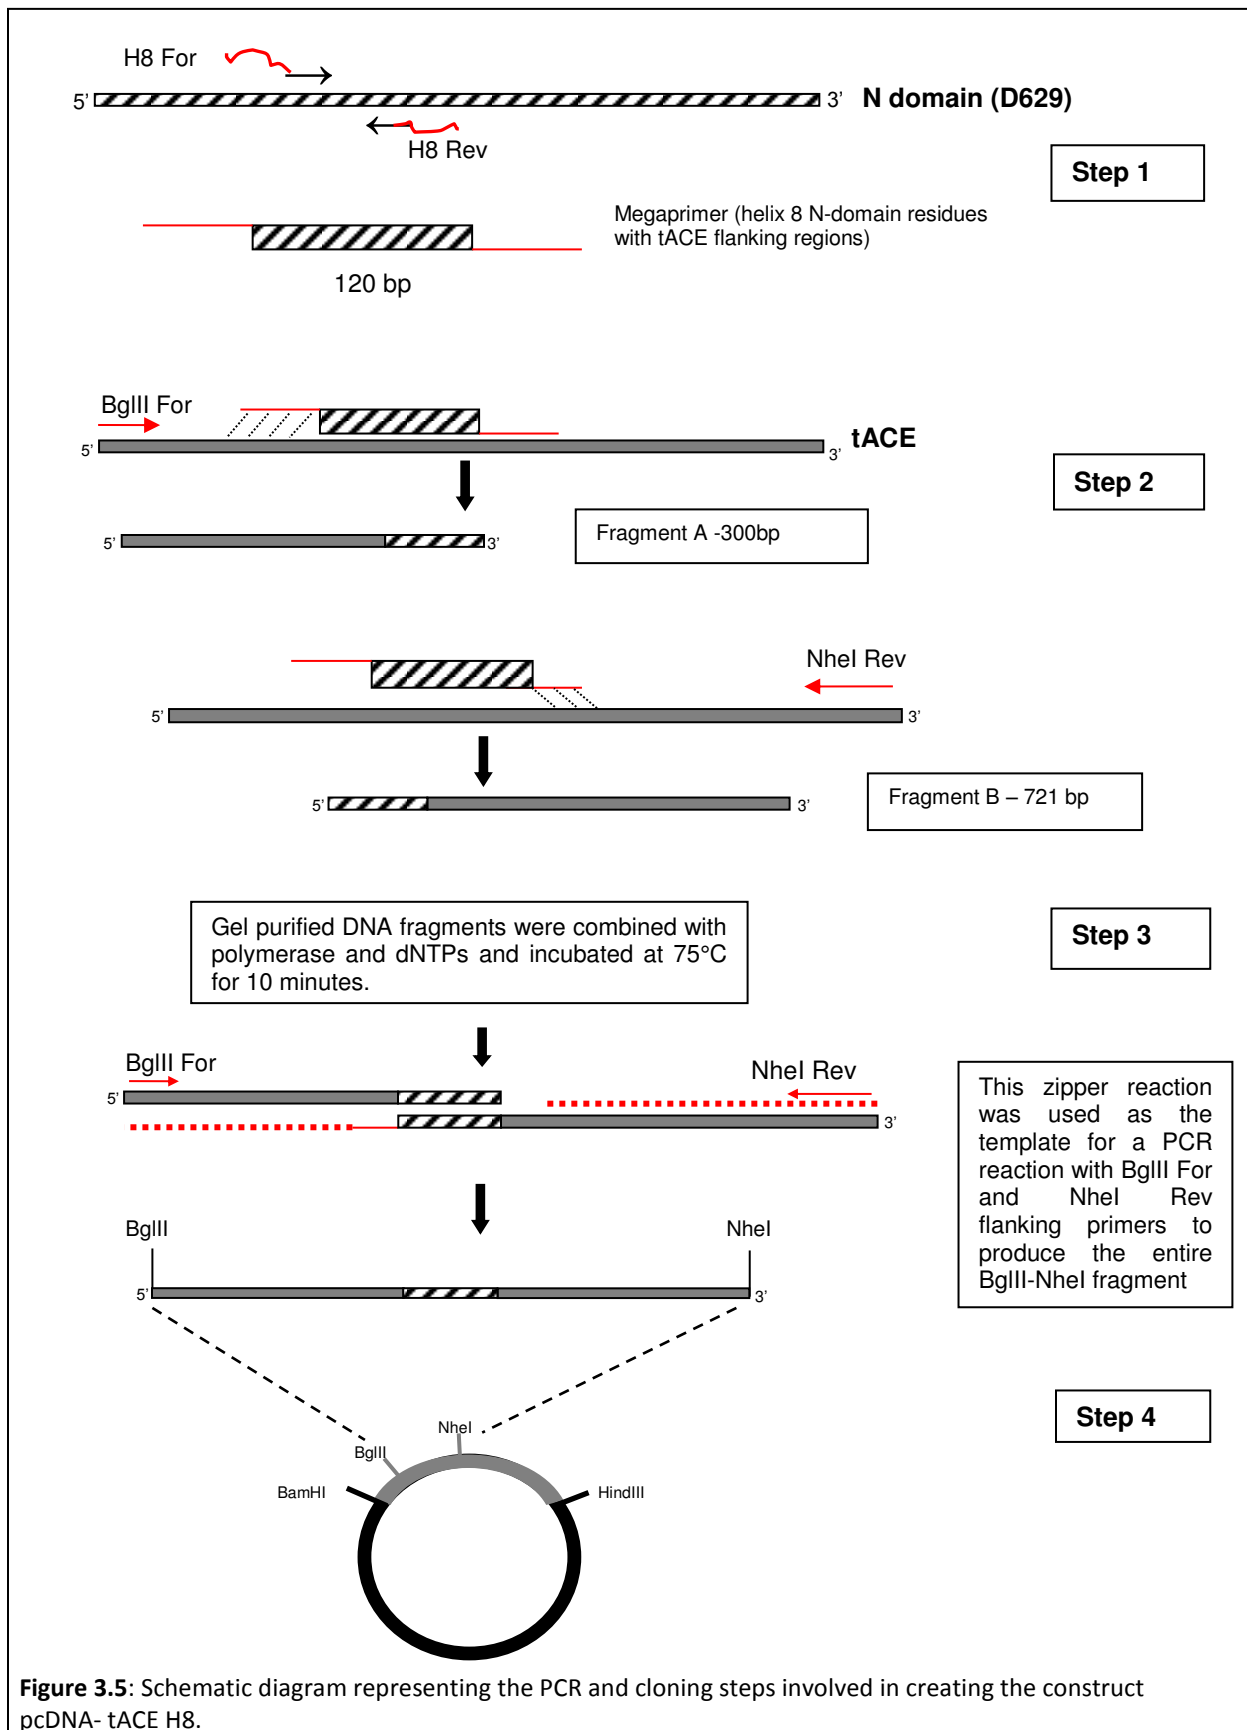 H8 For
5’
3’
N domain (D629)
H8 Rev
Step 1
Megaprimer (helix 8 N-domain residues
with tACE flanking regions)
120 bp
BglII For
5’
tACE
3’
Step 2
5’
3’
Fragment A -300bp
NheI Rev
5’
3’
5’
3’
Fragment B – 721 bp
Gel purified DNA fragments were combined with
polymerase and dNTPs and incubated at 75°C
for 10 minutes.
Step 3
BglII For
NheI Rev
5’
3’
This zipper reaction
was used as the
template for a PCR
reaction with BglII For
and NheI Rev
flanking primers to
produce the entire
BglII-NheI fragment
BglII
NheI
5’
3’
Step 4
NheI
BglII
BamHI
HindIII
Figure 3.5: Schematic diagram representing the PCR and cloning steps involved in creating the construct
pcDNA- tACE H8.